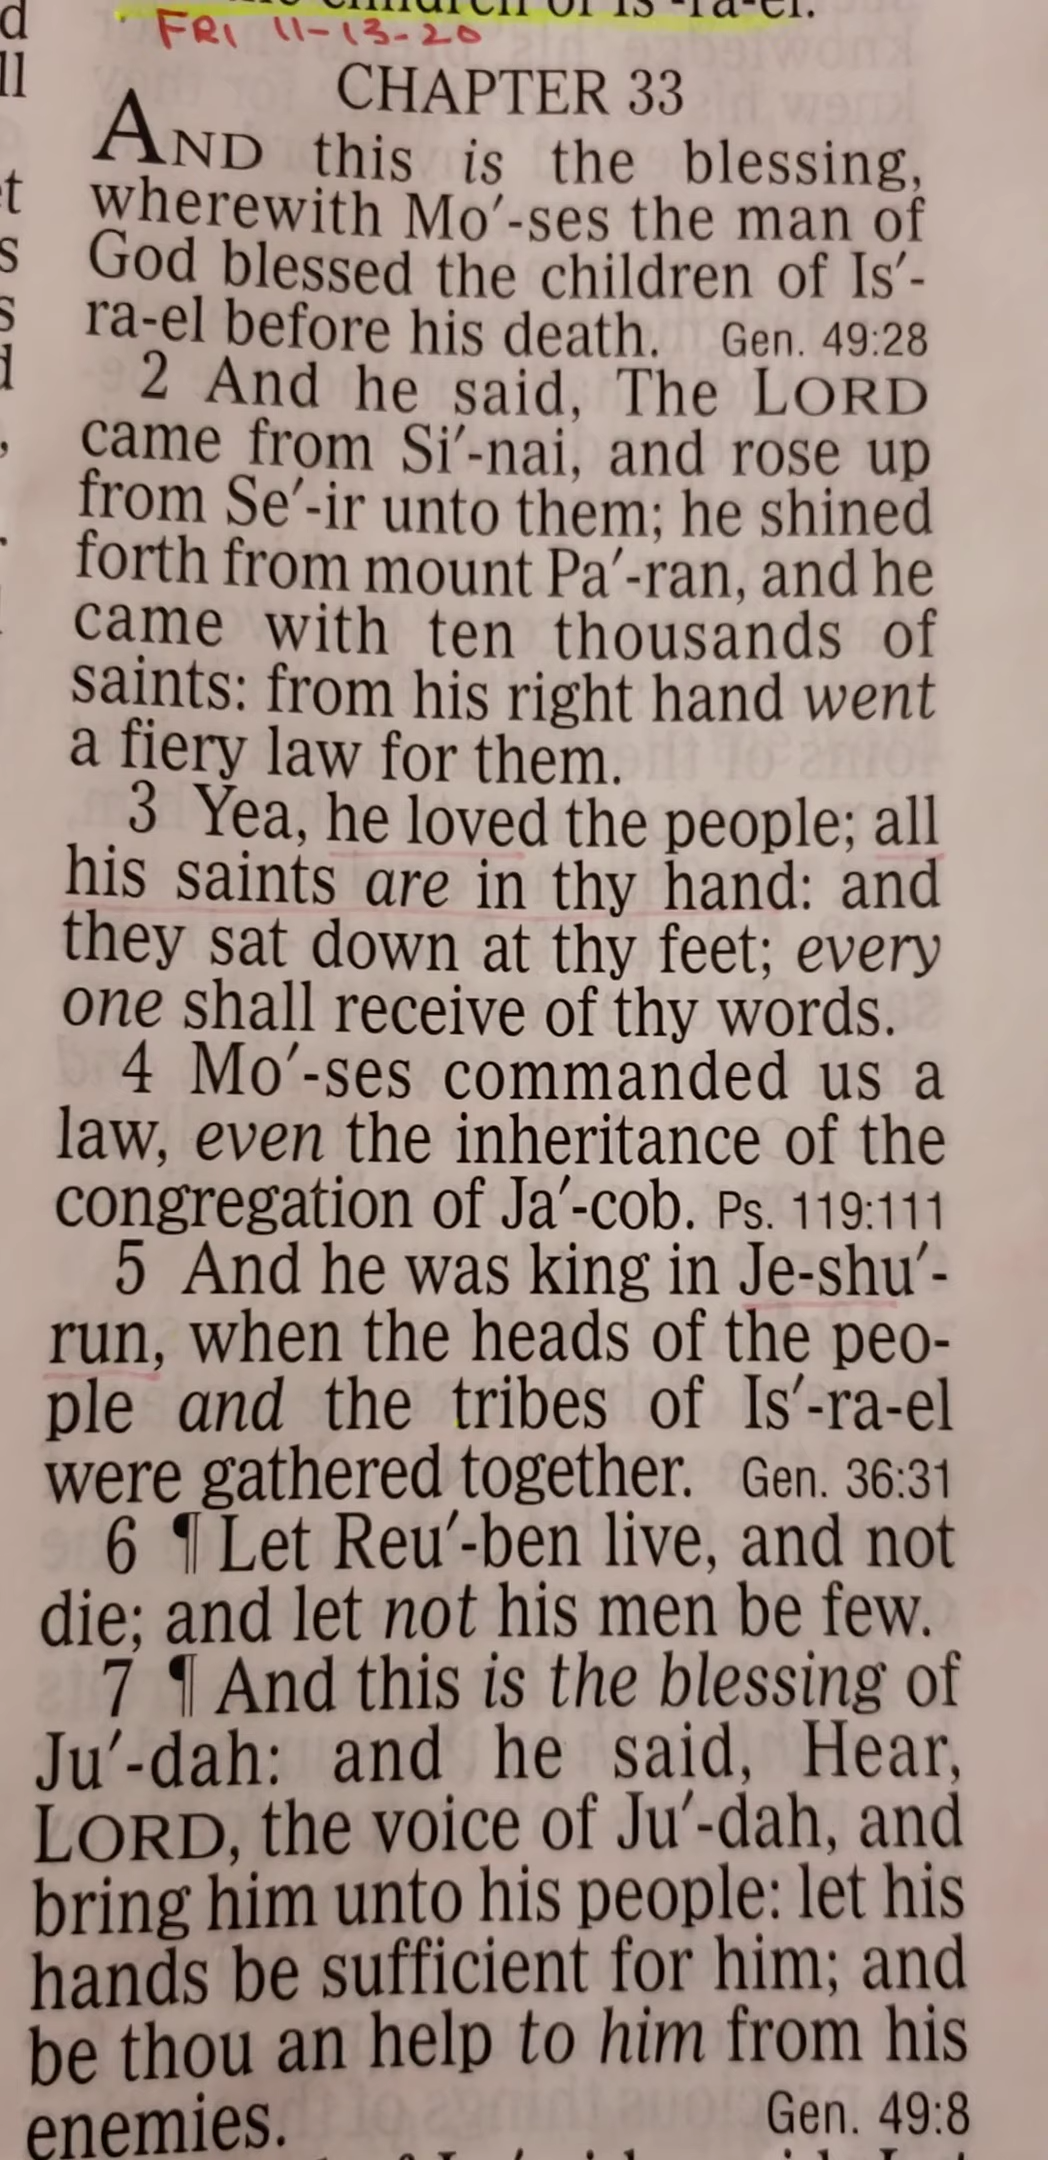 children of Is′-ra-el.
FRI 11-13-20
CHAPTER 33
AND this is the blessing,
wherewith Mo′-ses the man of
God blessed the children of Is′-
ra-el before his death. Gen. 49:28
2 And he said, The LORD
came from Si′-nai, and rose up
from Se′-ir unto them; he shined
forth from mount Pa′-ran, and he
came with ten thousands of
saints: from his right hand went
a fiery law for them.
3 Yea, he loved the people; all
his saints are in thy hand: and
they sat down at thy feet; every
one shall receive of thy words.
4 Mo′-ses commanded us a
law, even the inheritance of the
congregation of Ja′-cob. Ps. 119:111
5 And he was king in Je-shu′-
run, when the heads of the peo-
ple and the tribes of Is′-ra-el
were gathered together. Gen. 36:31
6 ¶ Let Reu′-ben live, and not
die; and let not his men be few.
7 ¶ And this is the blessing of
Ju′-dah: and he said, Hear,
LORD, the voice of Ju′-dah, and
bring him unto his people: let his
hands be sufficient for him; and
be thou an help to him from his
enemies. Gen. 49:8